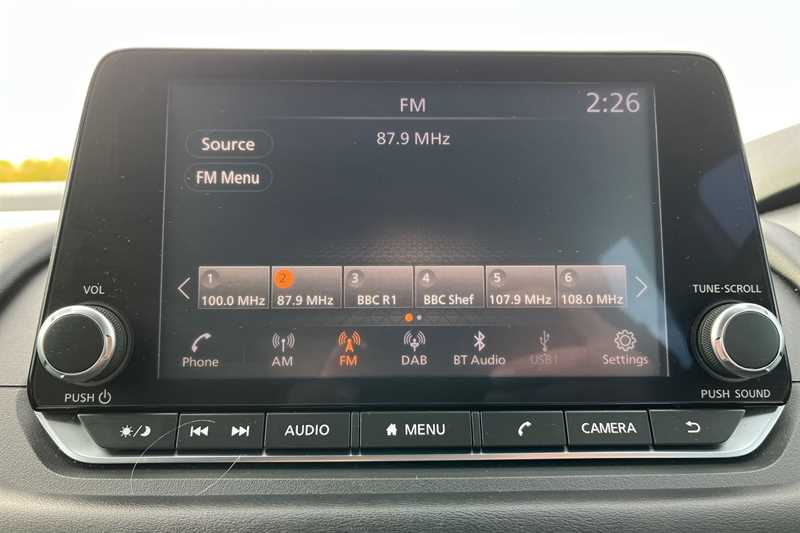 FM
2:26
Source
87.9 MHz
FM Menu
1 2 3 4 5 6
100.0 MHz 87.9 MHz BBC R1 BBC Shef 107.9 MHz 108.0 MHz
VOL
TUNE·SCROLL
Phone AM FM DAB BT Audio USB1 Settings
PUSH
PUSH SOUND
AUDIO MENU CAMERA